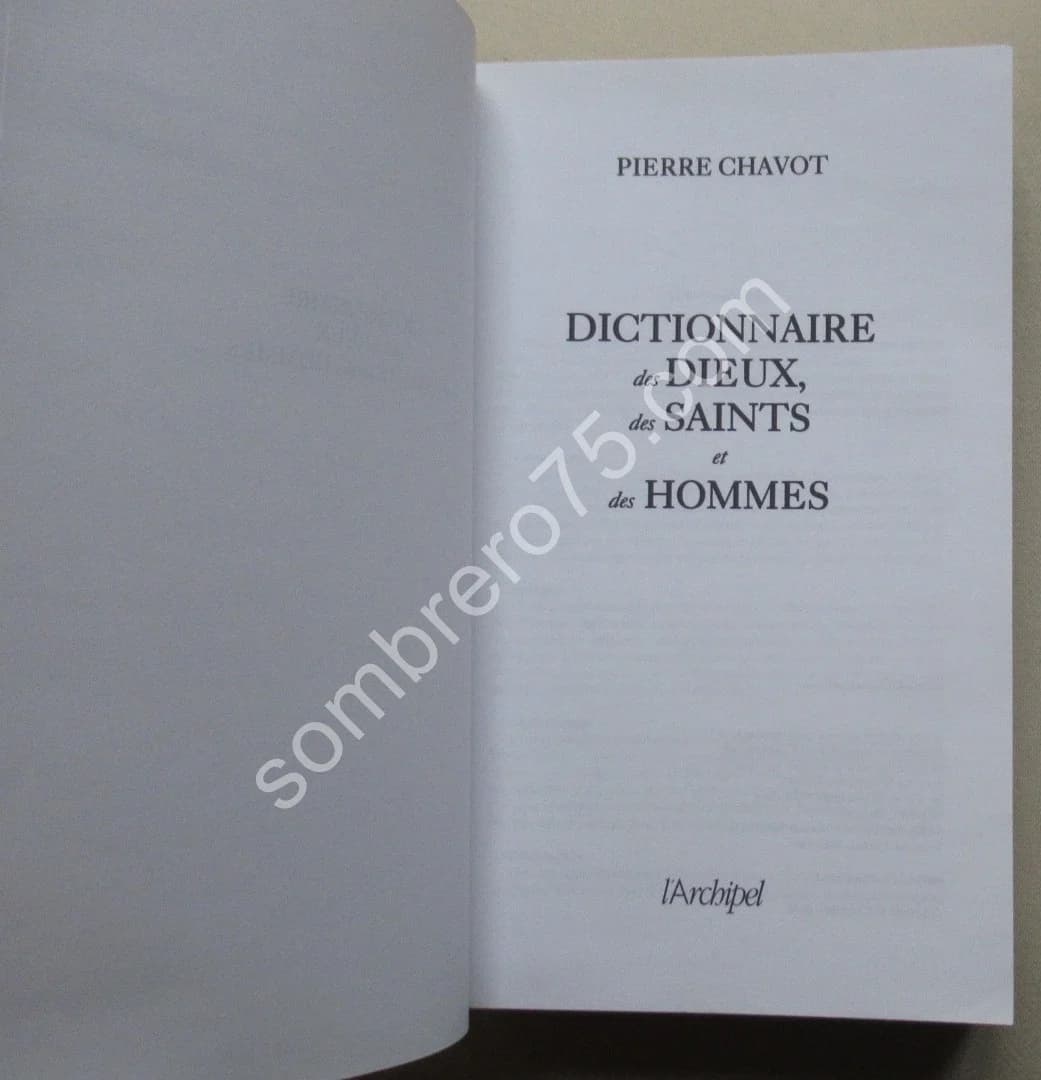 PIERRE CHAVOT
DICTIONNAIRE
des DIEUX,
des SAINTS
et
des HOMMES
l'Archipel
sombrero75.com